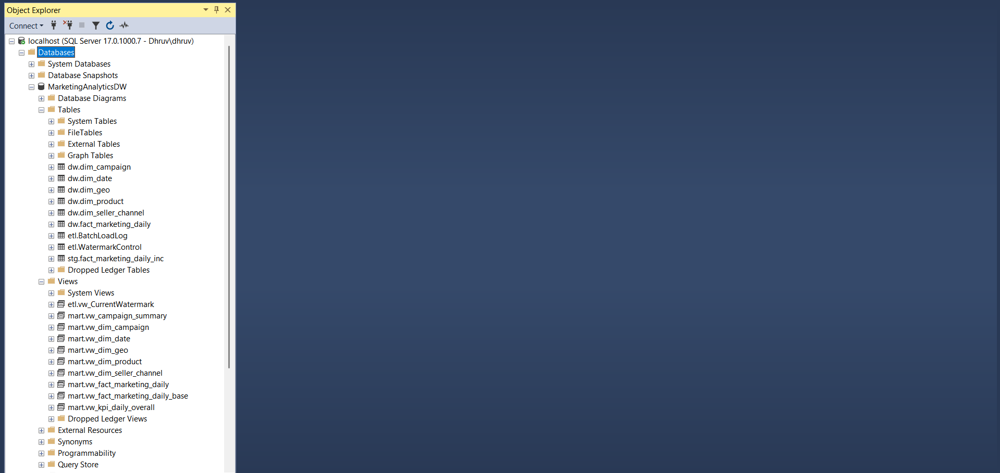 Object Explorer
Connect
localhost (SQL Server 17.0.1000.7 - Dhruv\dhruv)
Databases
System Databases
Database Snapshots
MarketingAnalyticsDW
Database Diagrams
Tables
System Tables
FileTables
External Tables
Graph Tables
dw.dim_campaign
dw.dim_date
dw.dim_geo
dw.dim_product
dw.dim_seller_channel
dw.fact_marketing_daily
etl.BatchLoadLog
etl.WatermarkControl
stg.fact_marketing_daily_inc
Dropped Ledger Tables
Views
System Views
etl.vw_CurrentWatermark
mart.vw_campaign_summary
mart.vw_dim_campaign
mart.vw_dim_date
mart.vw_dim_geo
mart.vw_dim_product
mart.vw_dim_seller_channel
mart.vw_fact_marketing_daily
mart.vw_fact_marketing_daily_base
mart.vw_kpi_daily_overall
Dropped Ledger Views
External Resources
Synonyms
Programmability
Query Store